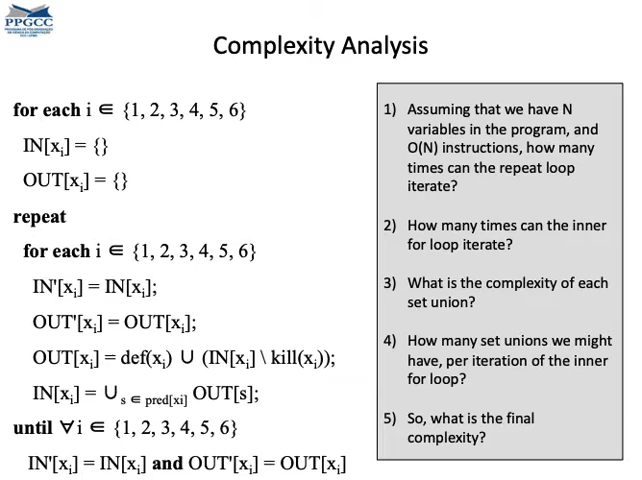 PPGCC
Complexity Analysis
for each i ∈ {1, 2, 3, 4, 5, 6}
IN[xᵢ] = {}
OUT[xᵢ] = {}
repeat
for each i ∈ {1, 2, 3, 4, 5, 6}
IN'[xᵢ] = IN[xᵢ];
OUT'[xᵢ] = OUT[xᵢ];
OUT[xᵢ] = def(xᵢ) ∪ (IN[xᵢ] \ kill(xᵢ));
IN[xᵢ] = ∪ s ∈ pred[xi] OUT[s];
until ∀ i ∈ {1, 2, 3, 4, 5, 6}
IN'[xᵢ] = IN[xᵢ] and OUT'[xᵢ] = OUT[xᵢ]
1) Assuming that we have N
variables in the program, and
O(N) instructions, how many
times can the repeat loop
iterate?
2) How many times can the inner
for loop iterate?
3) What is the complexity of each
set union?
4) How many set unions we might
have, per iteration of the inner
for loop?
5) So, what is the final
complexity?